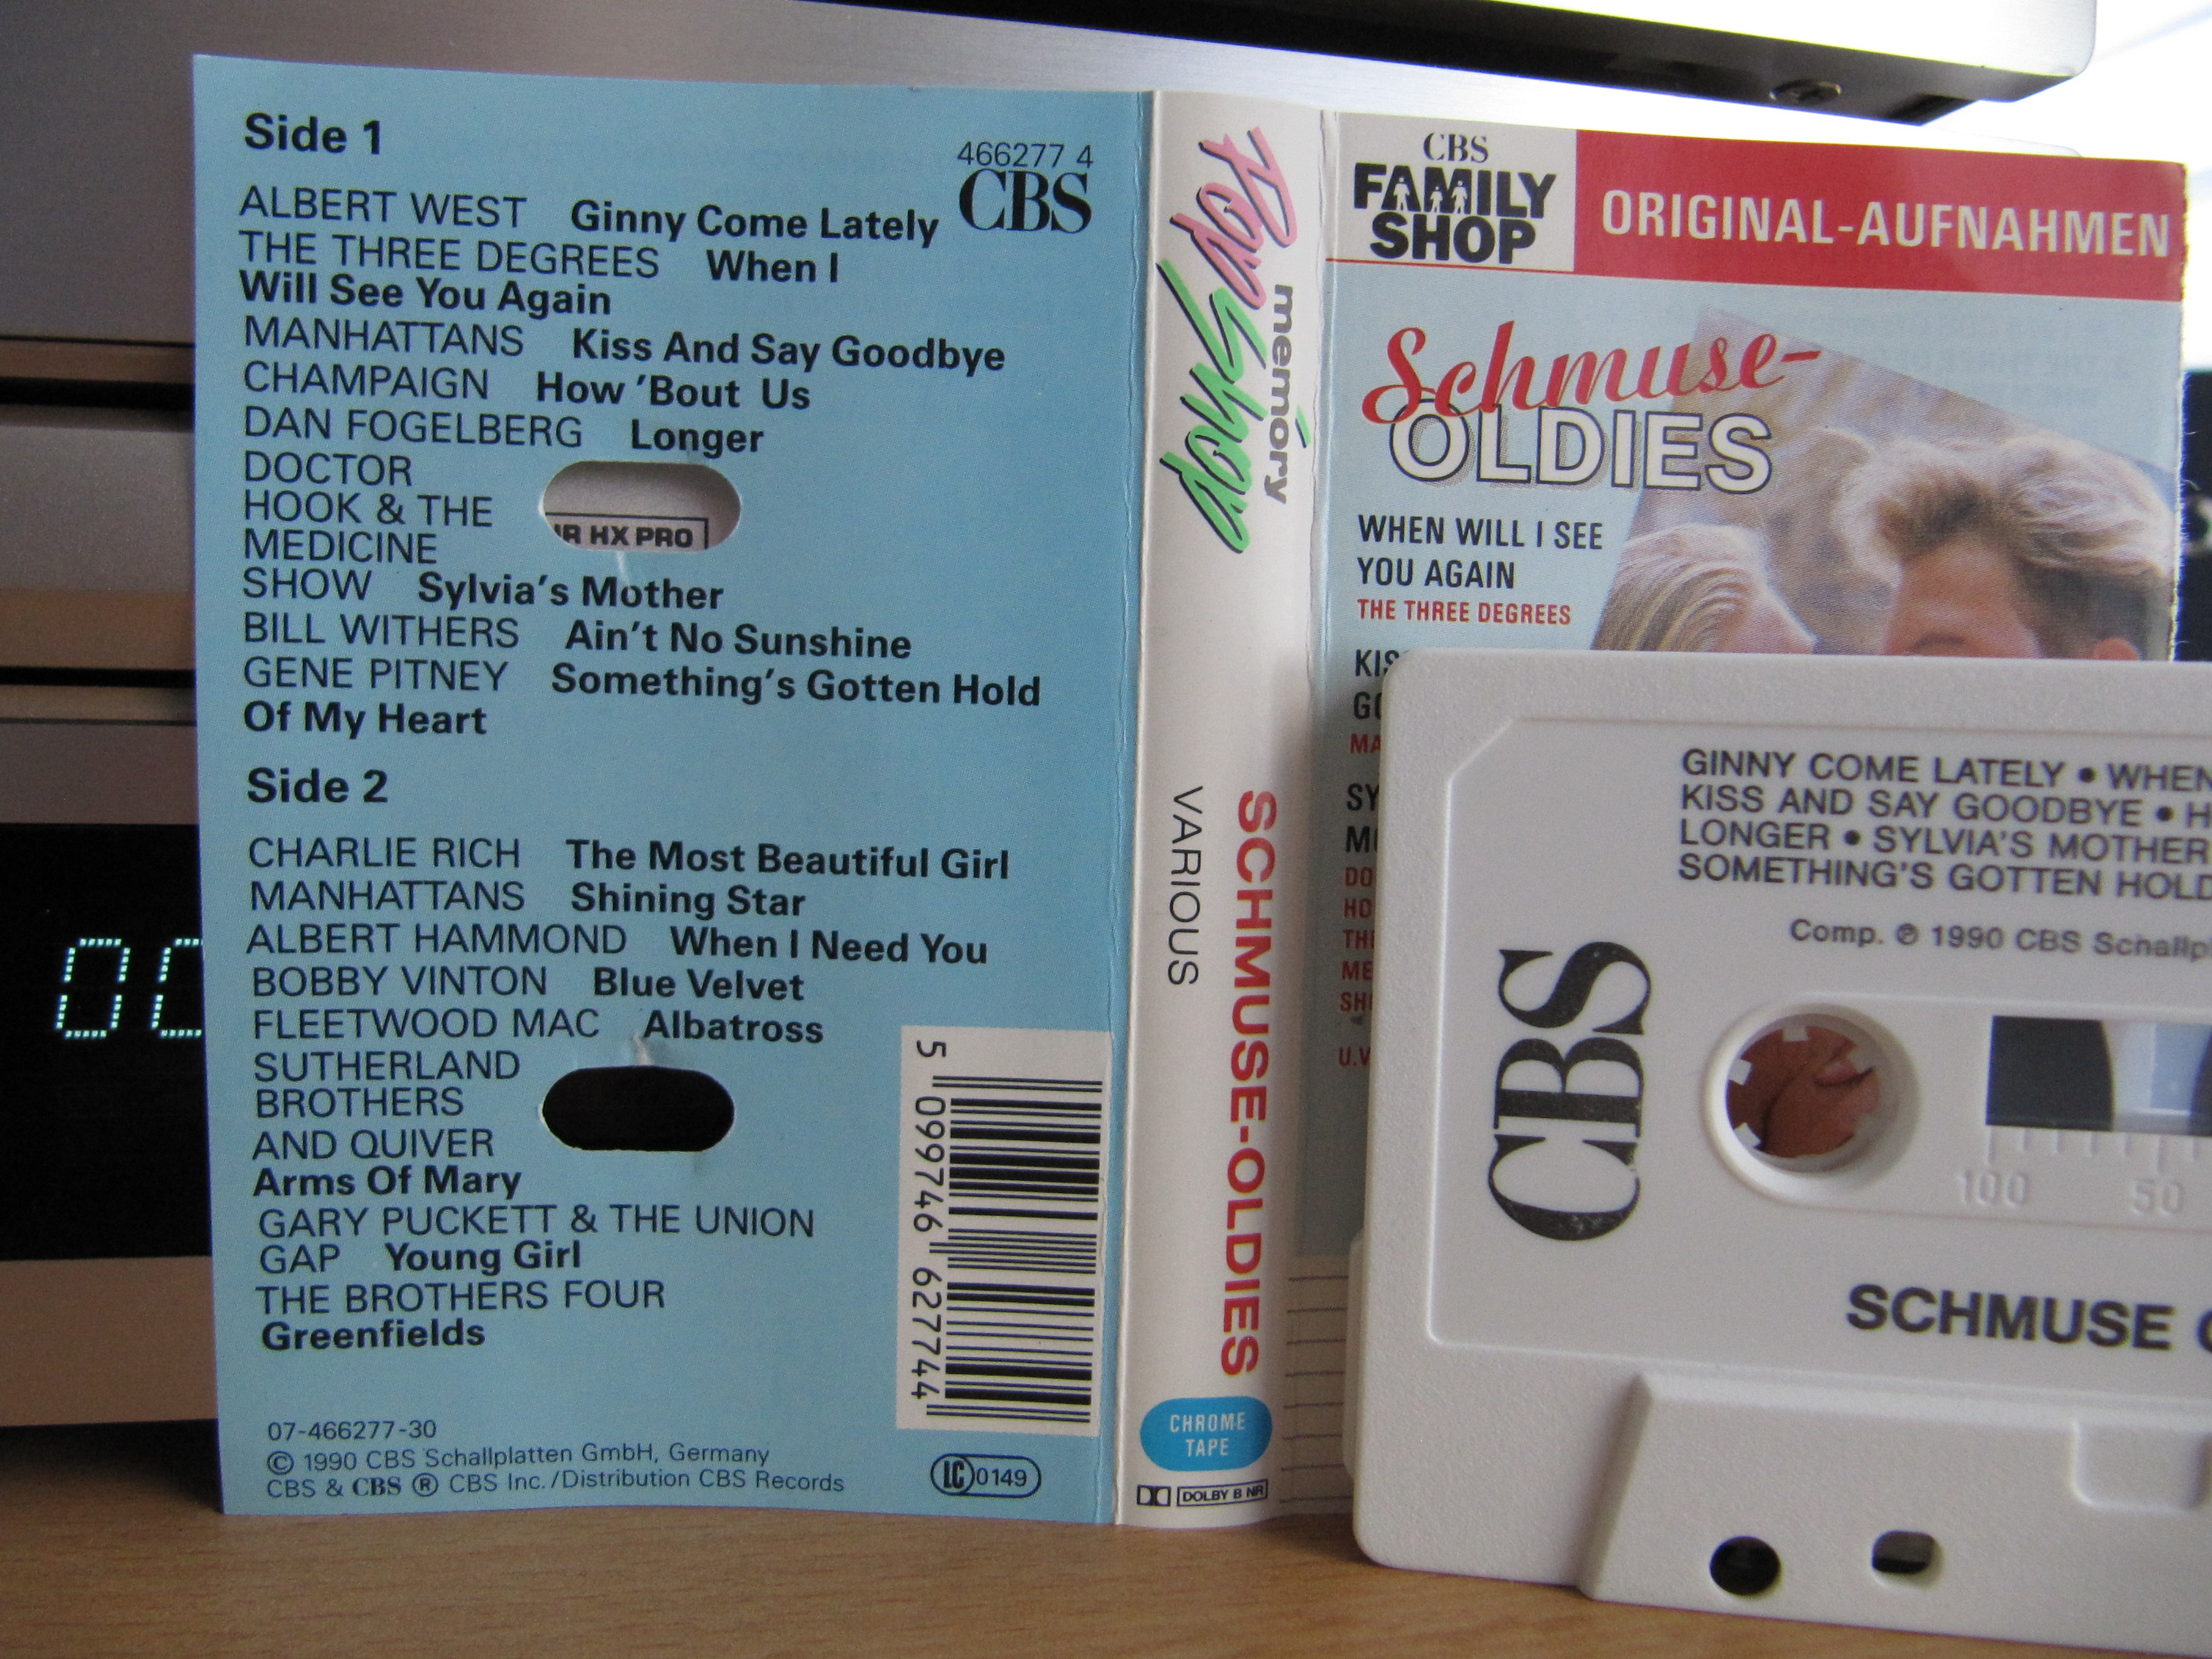 Side 1
466277 4
CBS
ALBERT WEST Ginny Come Lately
THE THREE DEGREES When I
Will See You Again
MANHATTANS Kiss And Say Goodbye
CHAMPAIGN How 'Bout Us
DAN FOGELBERG Longer
DOCTOR
HOOK & THE
MEDICINE
SHOW Sylvia's Mother
BILL WITHERS Ain't No Sunshine
GENE PITNEY Something's Gotten Hold
Of My Heart
HX PRO
Side 2
CHARLIE RICH The Most Beautiful Girl
MANHATTANS Shining Star
ALBERT HAMMOND When I Need You
BOBBY VINTON Blue Velvet
FLEETWOOD MAC Albatross
SUTHERLAND
BROTHERS
AND QUIVER
Arms Of Mary
GARY PUCKETT & THE UNION
GAP Young Girl
THE BROTHERS FOUR
Greenfields
5 099746 627744
07-466277-30
© 1990 CBS Schallplatten GmbH, Germany
CBS & CBS ® CBS Inc./Distribution CBS Records
LC 0149
Pop Shop
memory
VARIOUS
SCHMUSE-OLDIES
CHROME
TAPE
DOLBY B NR
CBS
FAMILY
SHOP
ORIGINAL-AUFNAHMEN
Schmuse-
OLDIES
WHEN WILL I SEE
YOU AGAIN
THE THREE DEGREES
GINNY COME LATELY • WHEN
KISS AND SAY GOODBYE • H
LONGER • SYLVIA'S MOTHER
SOMETHING'S GOTTEN HOLD
Comp. ℗ 1990 CBS Schallp
CBS
100 50
SCHMUSE